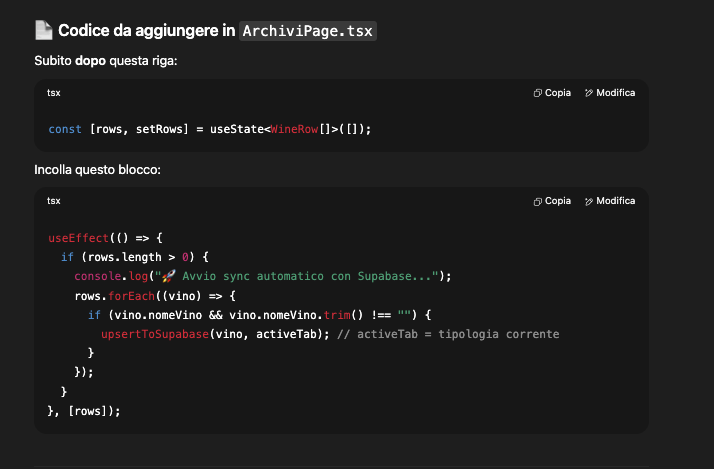 📄 Codice da aggiungere in ArchiviPage.tsx
Subito dopo questa riga:
tsx Copia Modifica
const [rows, setRows] = useState<WineRow[]>([]);
Incolla questo blocco:
tsx Copia Modifica
useEffect(() => {
  if (rows.length > 0) {
    console.log("🚀 Avvio sync automatico con Supabase...");
    rows.forEach((vino) => {
      if (vino.nomeVino && vino.nomeVino.trim() !== "") {
        upsertToSupabase(vino, activeTab); // activeTab = tipologia corrente
      }
    });
  }
}, [rows]);